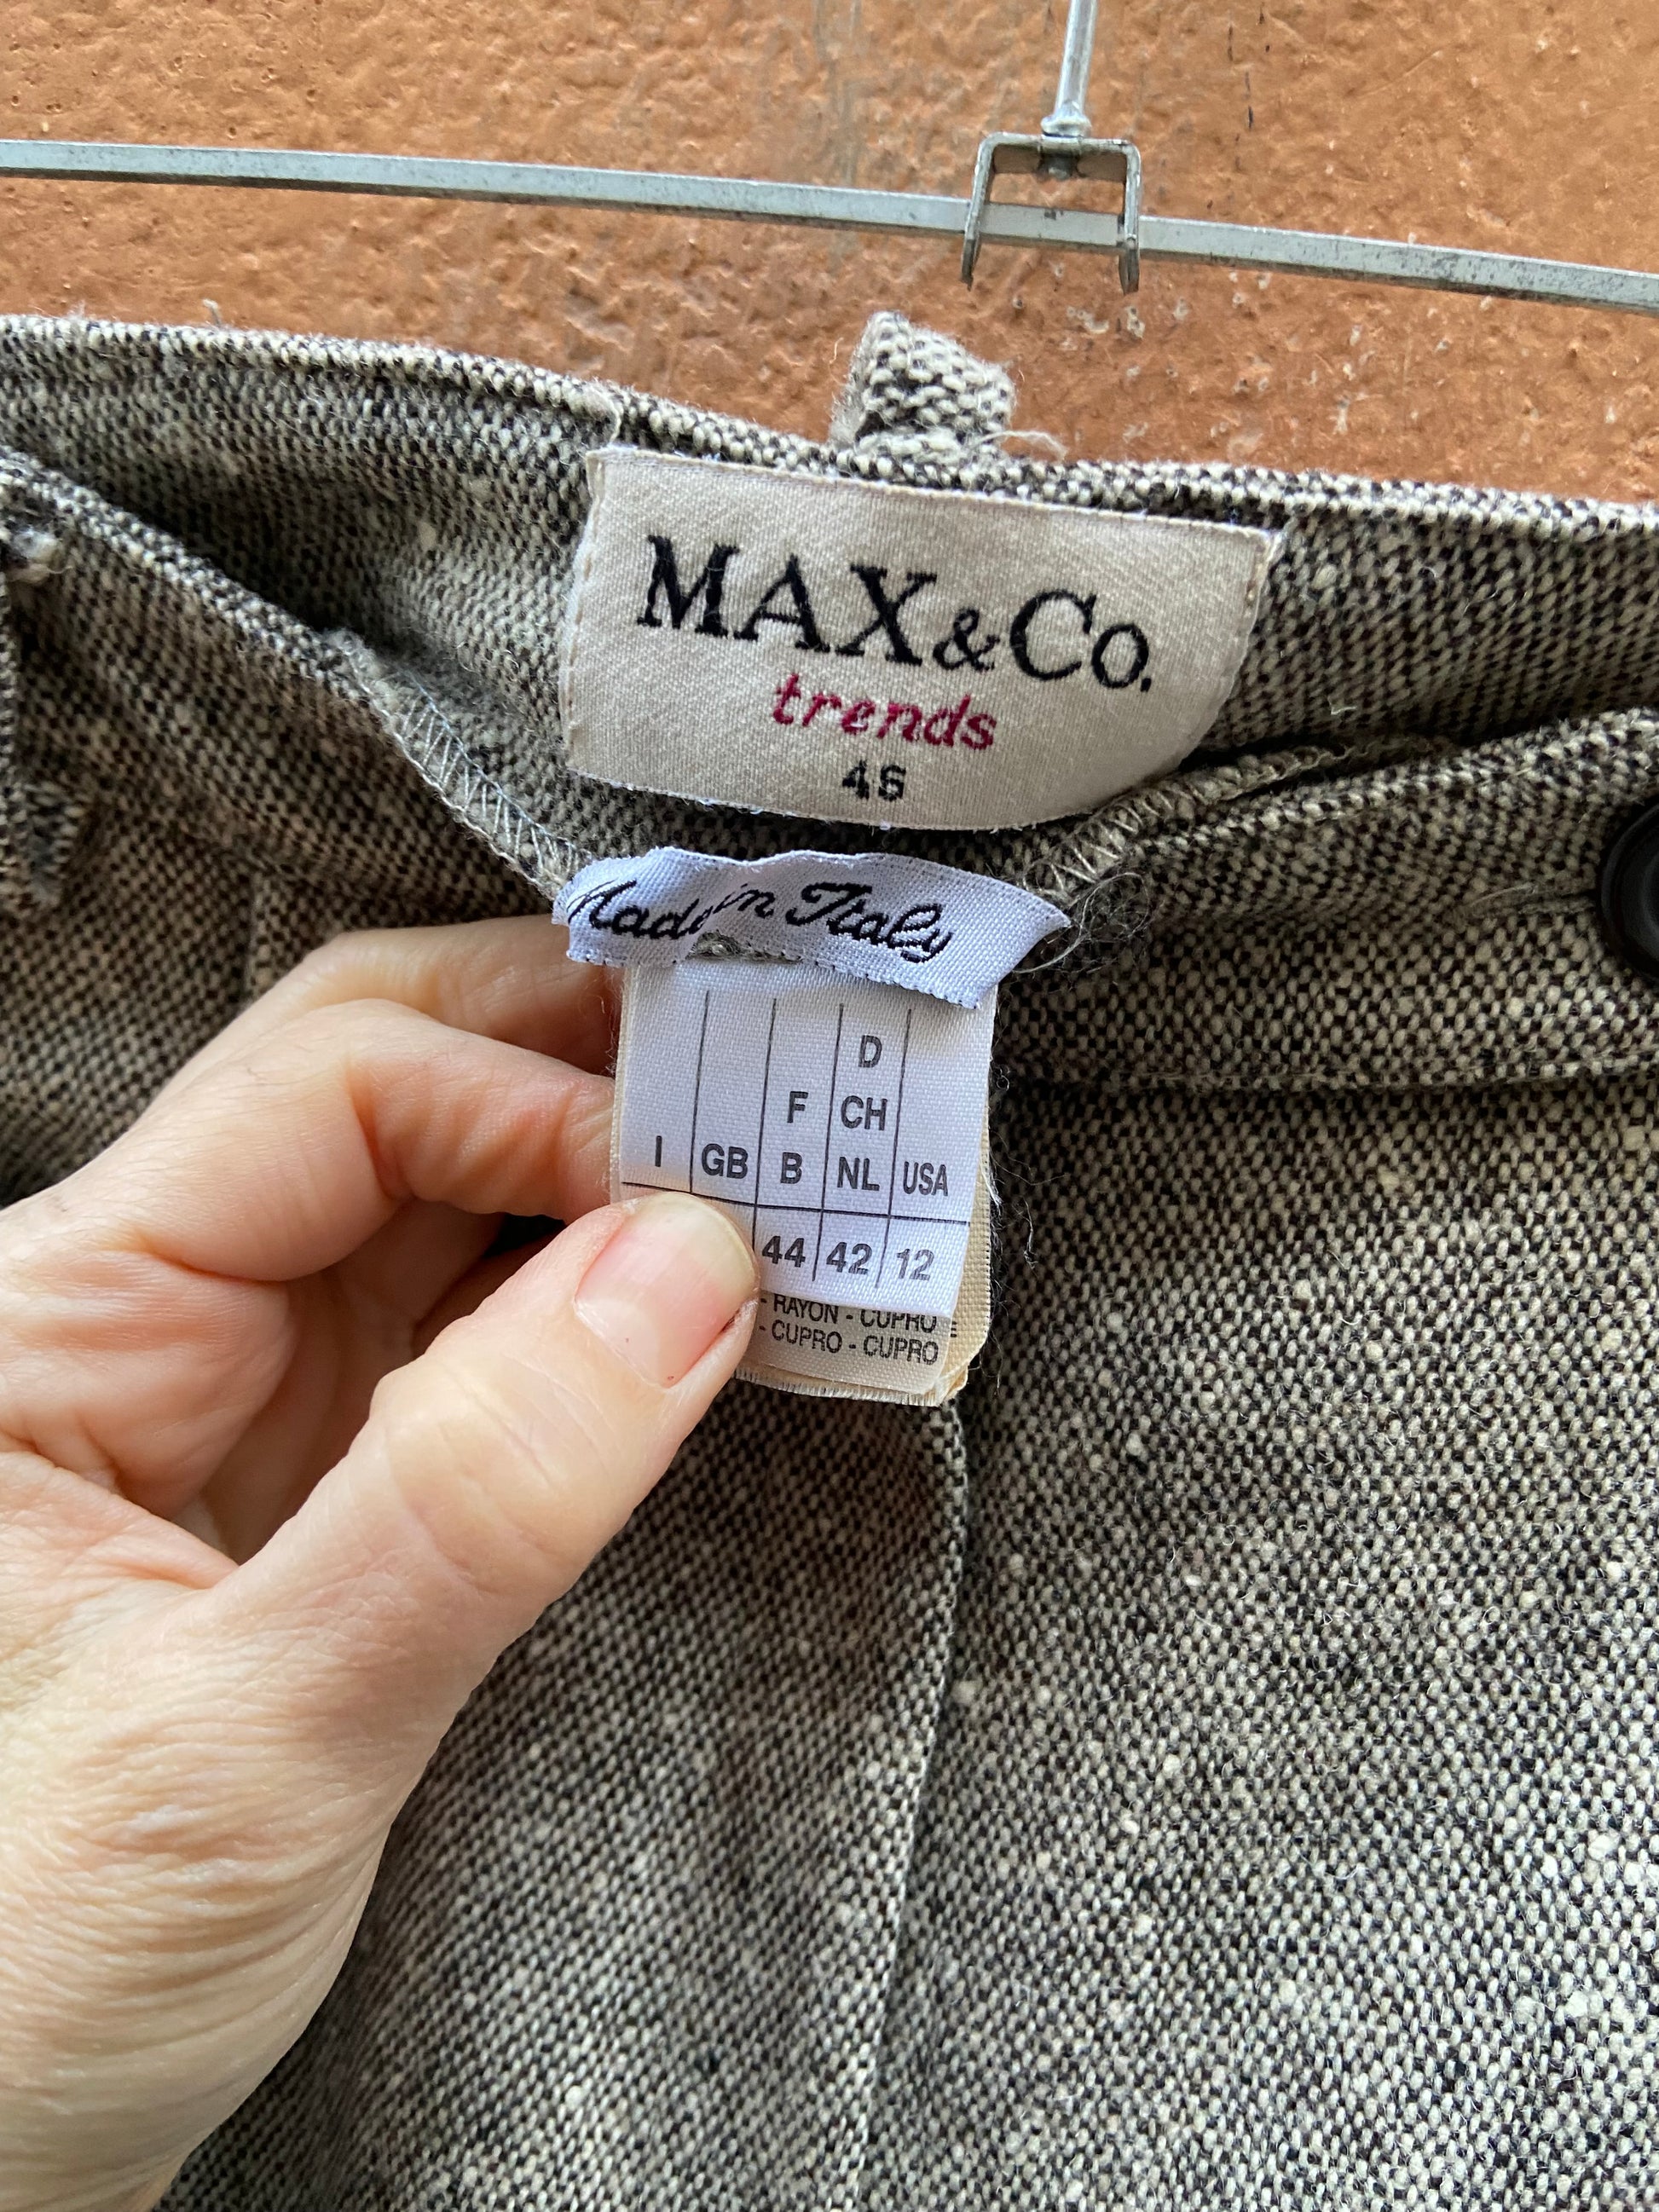 MAX&Co.
trends
46
Made in Italy
D
F CH
I GB B NL USA
44 42 12
- RAYON - CUPRO
- CUPRO - CUPRO